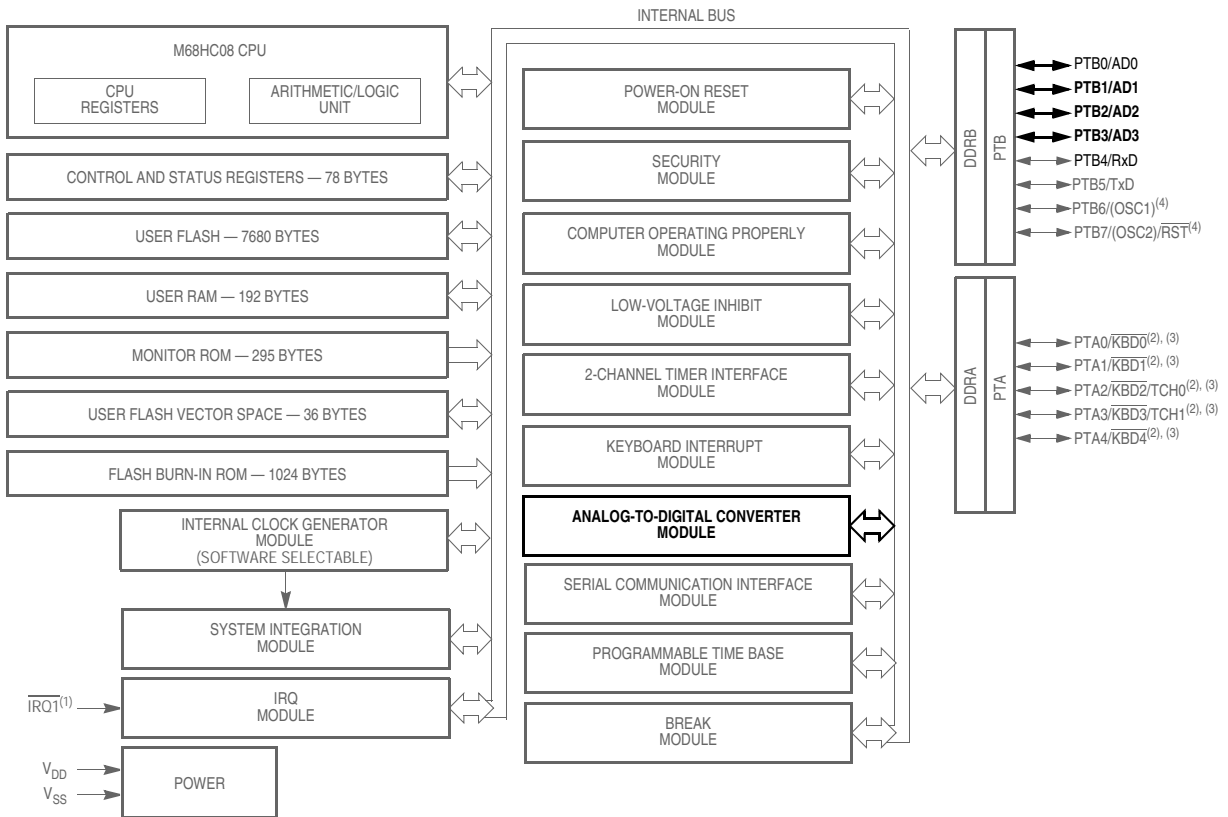 INTERNAL BUS
M68HC08 CPU
CPU
REGISTERS
ARITHMETIC/LOGIC
UNIT
CONTROL AND STATUS REGISTERS — 78 BYTES
USER FLASH — 7680 BYTES
USER RAM — 192 BYTES
MONITOR ROM — 295 BYTES
USER FLASH VECTOR SPACE — 36 BYTES
FLASH BURN-IN ROM — 1024 BYTES
INTERNAL CLOCK GENERATOR
MODULE
(SOFTWARE SELECTABLE)
SYSTEM INTEGRATION
MODULE
IRQ1(1)
IRQ
MODULE
VDD
VSS
POWER
POWER-ON RESET
MODULE
SECURITY
MODULE
COMPUTER OPERATING PROPERLY
MODULE
LOW-VOLTAGE INHIBIT
MODULE
2-CHANNEL TIMER INTERFACE
MODULE
KEYBOARD INTERRUPT
MODULE
ANALOG-TO-DIGITAL CONVERTER
MODULE
SERIAL COMMUNICATION INTERFACE
MODULE
PROGRAMMABLE TIME BASE
MODULE
BREAK
MODULE
DDRB
PTB
PTB0/AD0
PTB1/AD1
PTB2/AD2
PTB3/AD3
PTB4/RxD
PTB5/TxD
PTB6/(OSC1)(4)
PTB7/(OSC2)/RST(4)
DDRA
PTA
PTA0/KBD0(2), (3)
PTA1/KBD1(2), (3)
PTA2/KBD2/TCH0(2), (3)
PTA3/KBD3/TCH1(2), (3)
PTA4/KBD4(2), (3)